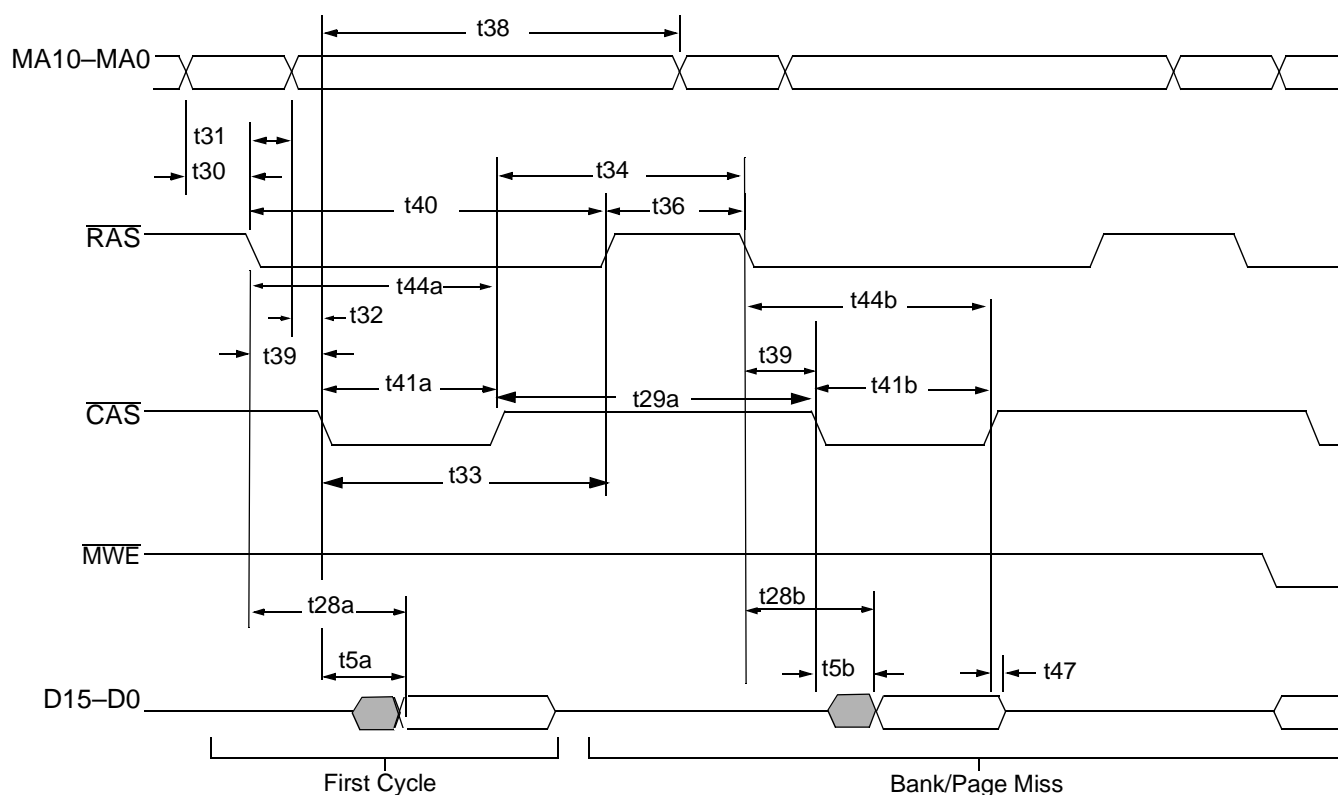 t38
MA10–MA0
t31
t30
t34
t40
t36
RAS
t44a
t44b
t32
t39
t39
t41a
t41b
t29a
CAS
t33
MWE
t28a
t28b
t5a
t5b
t47
D15–D0
First Cycle
Bank/Page Miss